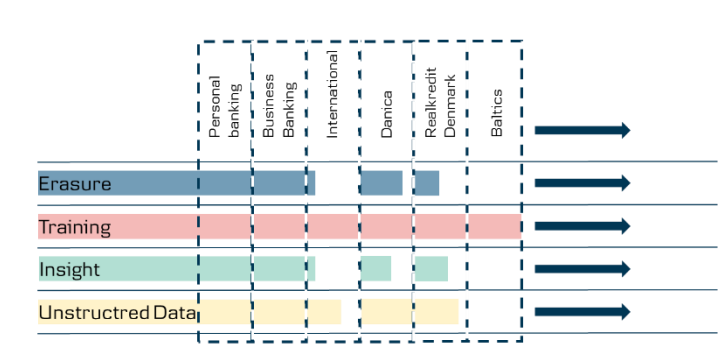 Personal
banking
Business
Banking
International
Danica
Realkredit
Denmark
Baltics
Erasure
Training
Insight
Unstructred Data